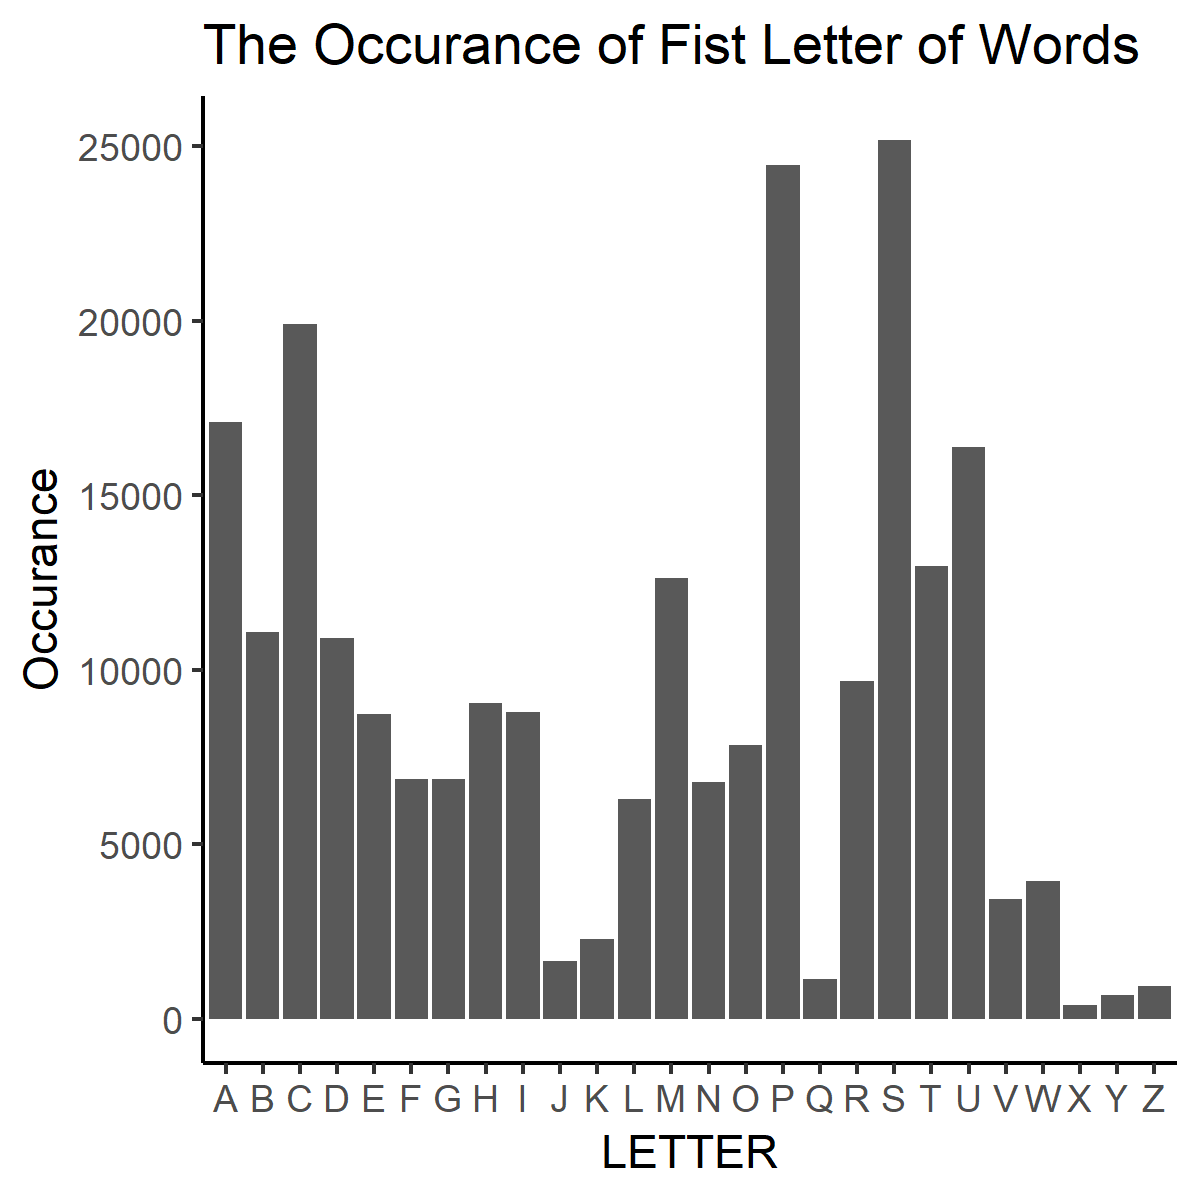 The Occurance of Fist Letter of Words
25000
20000
15000
10000
5000
0
Occurance
A B C D E F G H I J K L M N O P Q R S T U V W X Y Z
LETTER